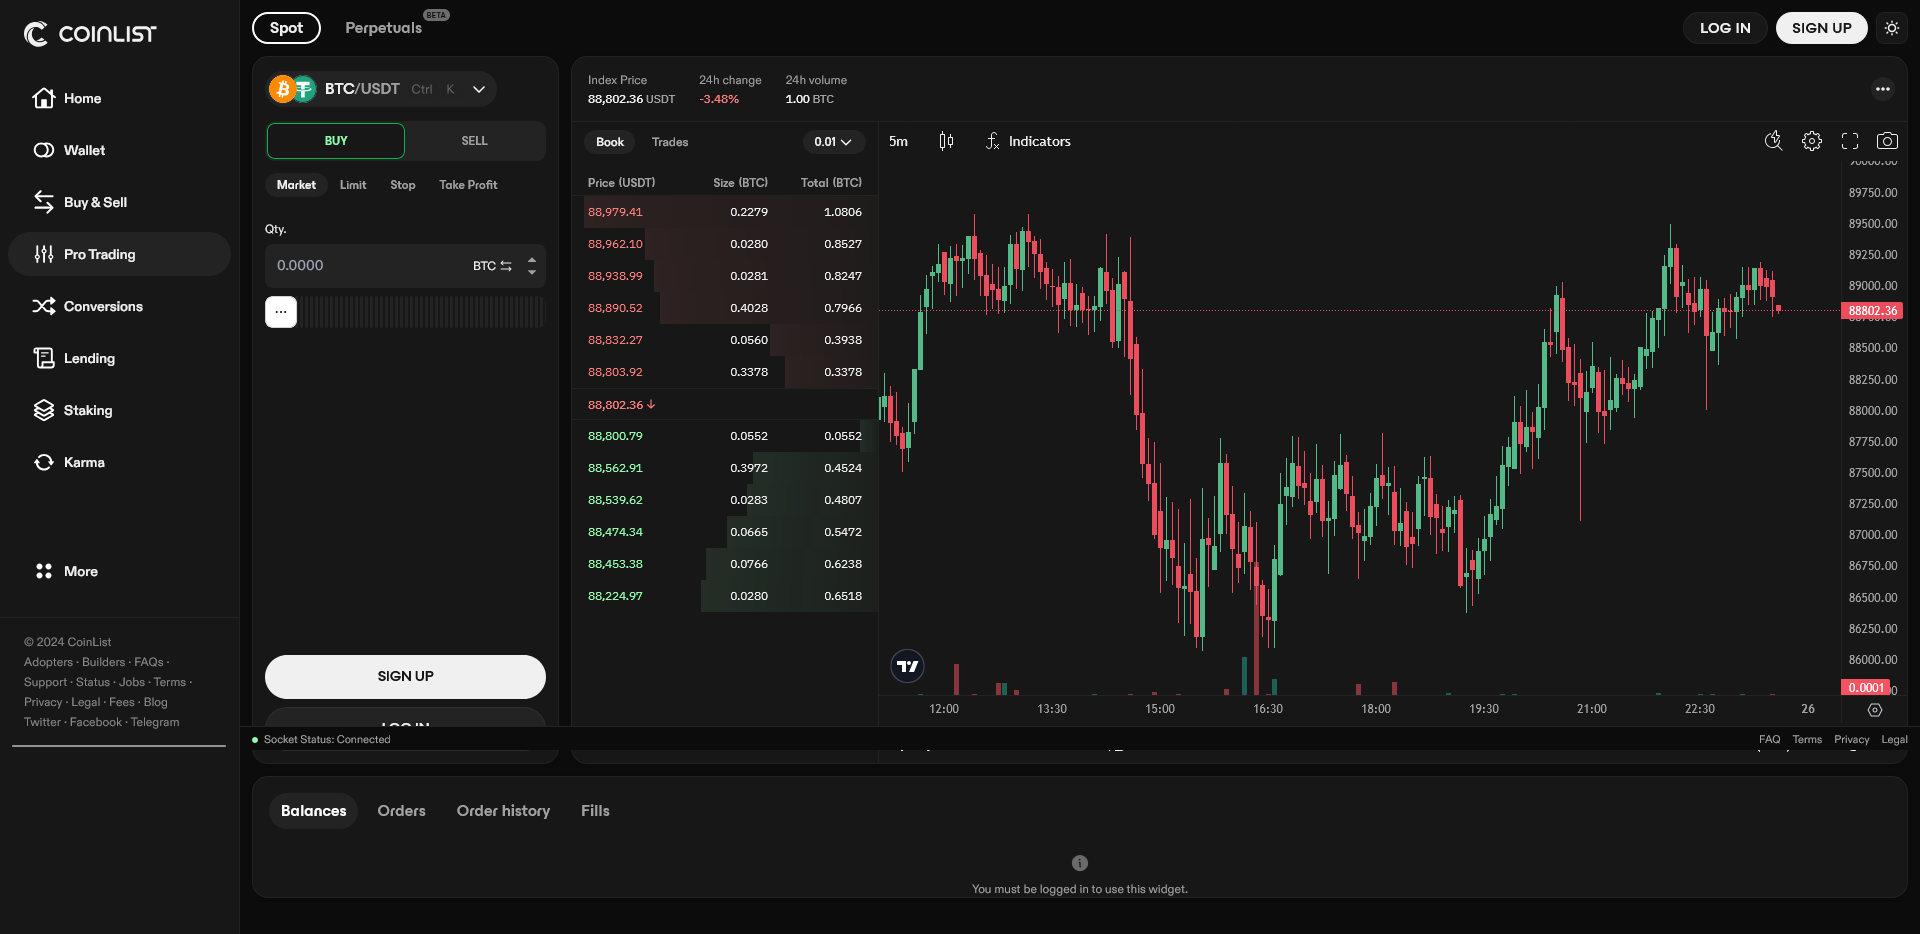 COINLIST
Home
Wallet
Buy & Sell
Pro Trading
Conversions
Lending
Staking
Karma
More
© 2024 CoinList
Adopters · Builders · FAQs ·
Support · Status · Jobs · Terms ·
Privacy · Legal · Fees · Blog
Twitter · Facebook · Telegram
Spot Perpetuals BETA
LOG IN SIGN UP
BTC/USDT Ctrl K
BUY SELL
Market Limit Stop Take Profit
Qty.
0.0000 BTC
...
SIGN UP
LOG IN
Index Price 24h change 24h volume
88,802.36 USDT -3.48% 1.00 BTC
Book Trades 0.01
Price (USDT) Size (BTC) Total (BTC)
88,979.41 0.2279 1.0806
88,962.10 0.0280 0.8527
88,938.99 0.0281 0.8247
88,890.52 0.4028 0.7966
88,832.27 0.0560 0.3938
88,803.92 0.3378 0.3378
88,802.36
88,800.79 0.0552 0.0552
88,562.91 0.3972 0.4524
88,539.62 0.0283 0.4807
88,474.34 0.0665 0.5472
88,453.38 0.0766 0.6238
88,224.97 0.0280 0.6518
5m Indicators
90000.00
89750.00
89500.00
89250.00
89000.00
88802.36
88500.00
88250.00
88000.00
87750.00
87500.00
87250.00
87000.00
86750.00
86500.00
86250.00
86000.00
0.0001
12:00 13:30 15:00 16:30 18:00 19:30 21:00 22:30 26
Socket Status: Connected
FAQ Terms Privacy Legal
Balances Orders Order history Fills
You must be logged in to use this widget.